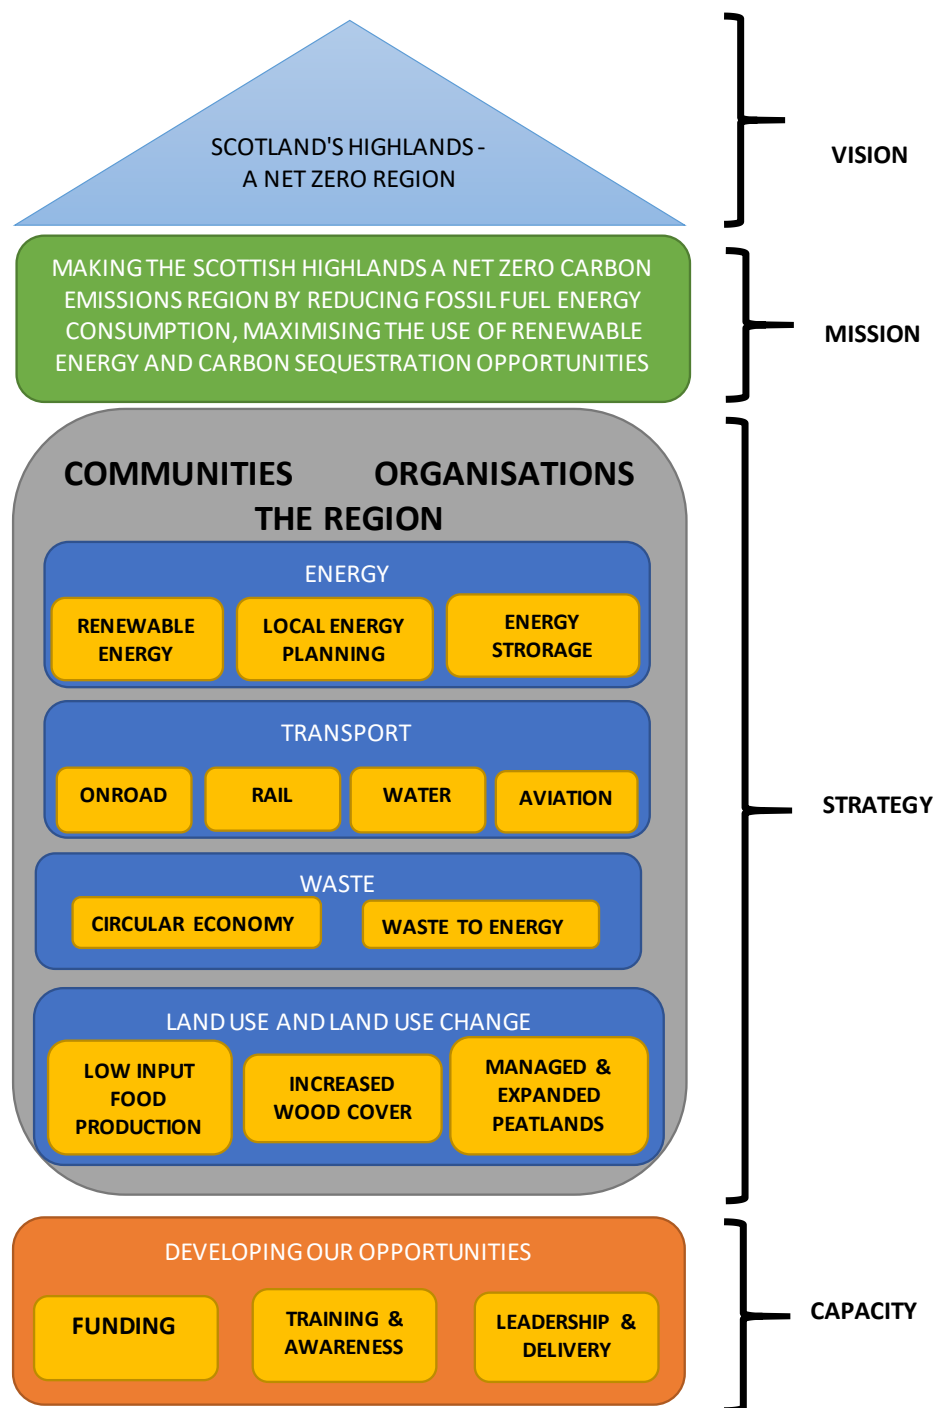 SCOTLAND'S HIGHLANDS -
A NET ZERO REGION
VISION
MAKING THE SCOTTISH HIGHLANDS A NET ZERO CARBON
EMISSIONS REGION BY REDUCING FOSSIL FUEL ENERGY
CONSUMPTION, MAXIMISING THE USE OF RENEWABLE
ENERGY AND CARBON SEQUESTRATION OPPORTUNITIES
MISSION
COMMUNITIES ORGANISATIONS
THE REGION
ENERGY
RENEWABLE
ENERGY
LOCAL ENERGY
PLANNING
ENERGY
STRORAGE
TRANSPORT
ONROAD
RAIL
WATER
AVIATION
STRATEGY
WASTE
CIRCULAR ECONOMY
WASTE TO ENERGY
LAND USE AND LAND USE CHANGE
LOW INPUT
FOOD
PRODUCTION
INCREASED
WOOD COVER
MANAGED &
EXPANDED
PEATLANDS
DEVELOPING OUR OPPORTUNITIES
FUNDING
TRAINING &
AWARENESS
LEADERSHIP &
DELIVERY
CAPACITY